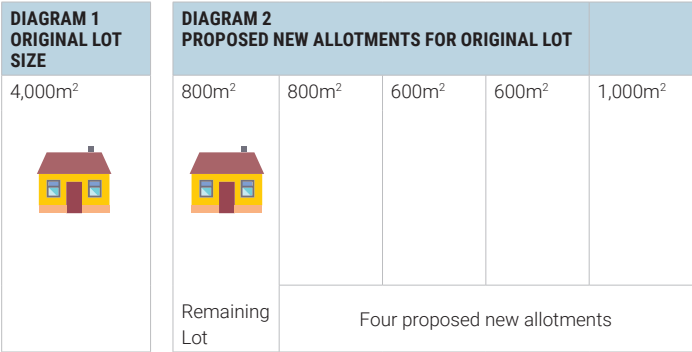 DIAGRAM 1
ORIGINAL LOT
SIZE
4,000m²
DIAGRAM 2
PROPOSED NEW ALLOTMENTS FOR ORIGINAL LOT
800m²
800m²
600m²
600m²
1,000m²
Remaining
Lot
Four proposed new allotments